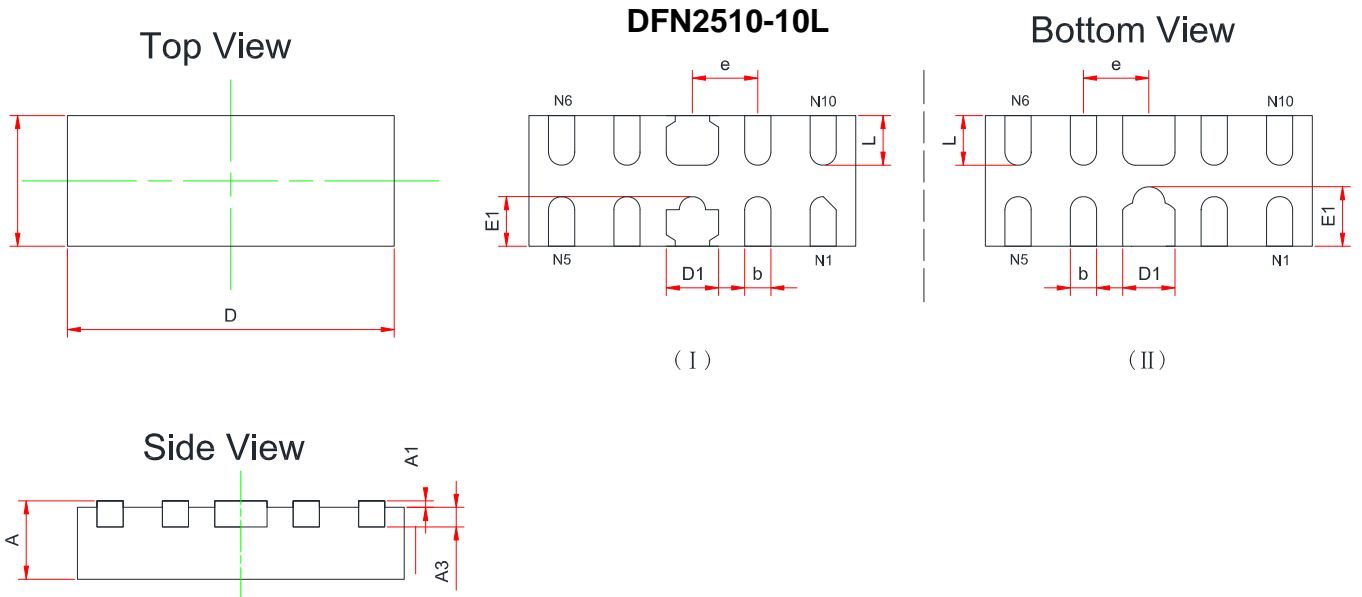 DFN2510-10L
Top View
Bottom View
e
e
N6
N10
N6
N10
L
L
E1
E1
N5
D1
b
N1
N5
b
D1
N1
D
(Ⅰ)
(Ⅱ)
Side View
A1
A
A3